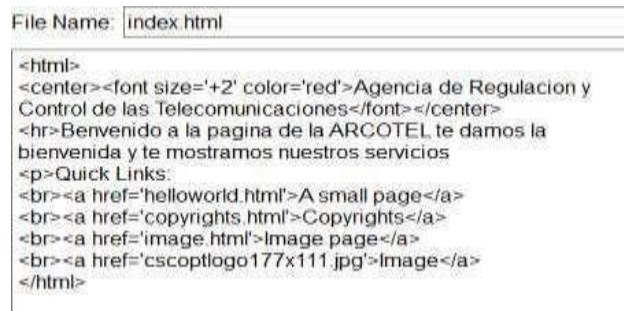 File Name: index.html
<html>
<center><font size='+2' color='red'>Agencia de Regulacion y
Control de las Telecomunicaciones</font></center>
<hr>Benvenido a la pagina de la ARCOTEL te damos la
bienvenida y te mostramos nuestros servicios
<p>Quick Links:
<br><a href='helloworld.html'>A small page</a>
<br><a href='copyrights.html'>Copyrights</a>
<br><a href='image.html'>Image page</a>
<br><a href='cscoptlogo177x111.jpg'>Image</a>
</html>